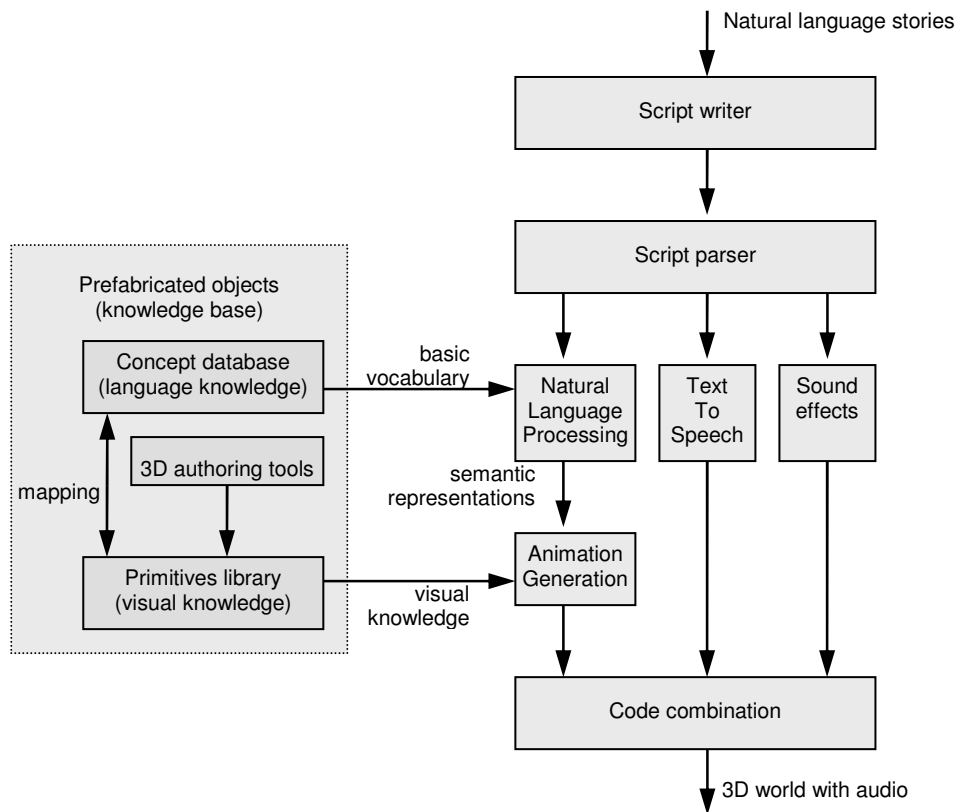 Natural language stories
Script writer
Script parser
Prefabricated objects
(knowledge base)
Concept database
(language knowledge)
basic
vocabulary
Natural
Language
Processing
Text
To
Speech
Sound
effects
3D authoring tools
mapping
semantic
representations
Primitives library
(visual knowledge)
visual
knowledge
Animation
Generation
Code combination
3D world with audio